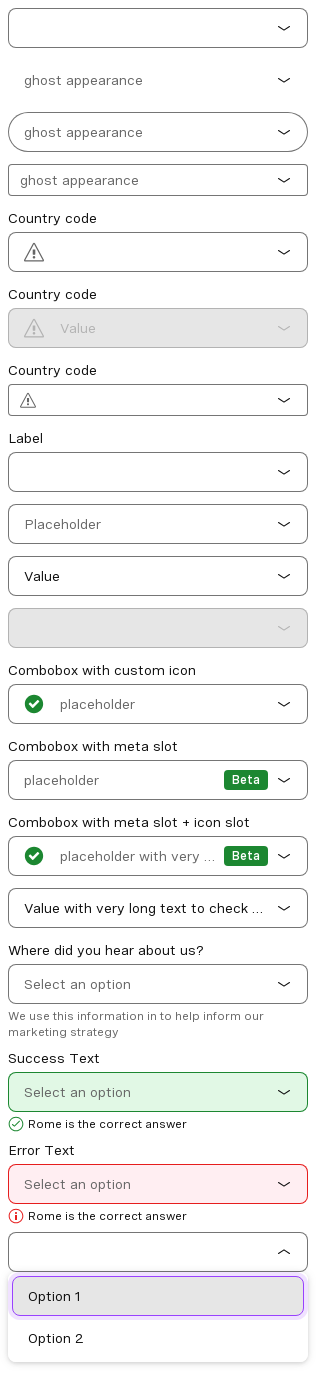 ghost appearance
ghost appearance
ghost appearance
Country code
Country code
Value
Country code
Label
Placeholder
Value
Combobox with custom icon
placeholder
Combobox with meta slot
placeholder Beta
Combobox with meta slot + icon slot
placeholder with very ... Beta
Value with very long text to check ...
Where did you hear about us?
Select an option
We use this information in to help inform our
marketing strategy
Success Text
Select an option
Rome is the correct answer
Error Text
Select an option
Rome is the correct answer
Option 1
Option 2